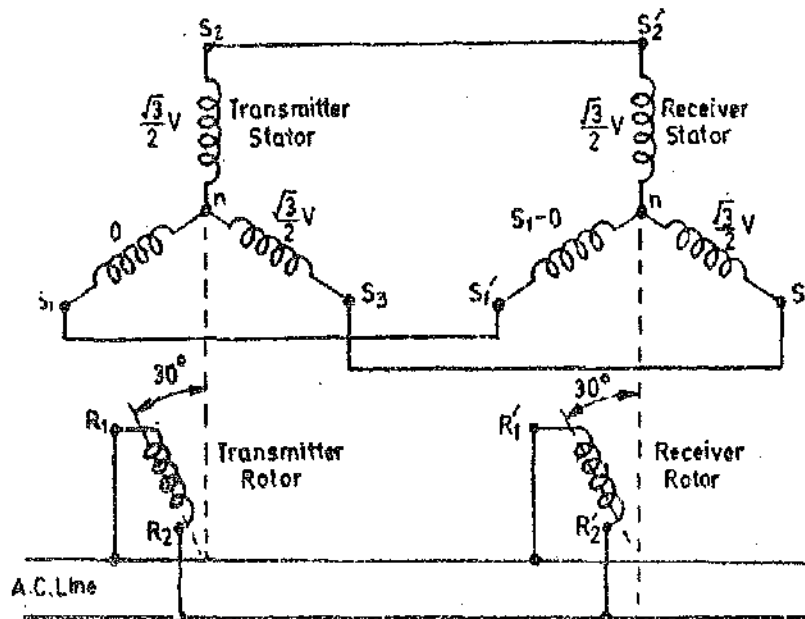 S2
S2′
√3/2 V
Transmitter
Stator
√3/2 V
Receiver
Stator
n
n
0
√3/2 V
S1-0
√3/2 V
S1
S3
S1′
S
30°
30°
R1
Transmitter
Rotor
R1′
Receiver
Rotor
R2
R2′
A.C.Line